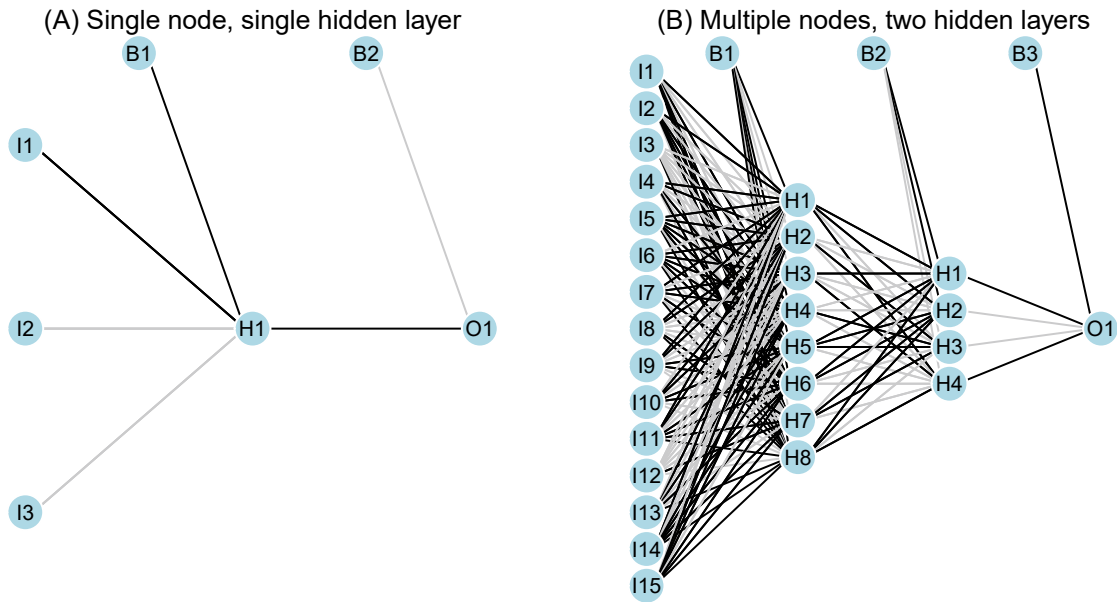 (A) Single node, single hidden layer
B1
B2
I1
I2
I3
H1
O1
(B) Multiple nodes, two hidden layers
B1
B2
B3
I1
I2
I3
I4
I5
I6
I7
I8
I9
I10
I11
I12
I13
I14
I15
H1
H2
H3
H4
H5
H6
H7
H8
H1
H2
H3
H4
O1